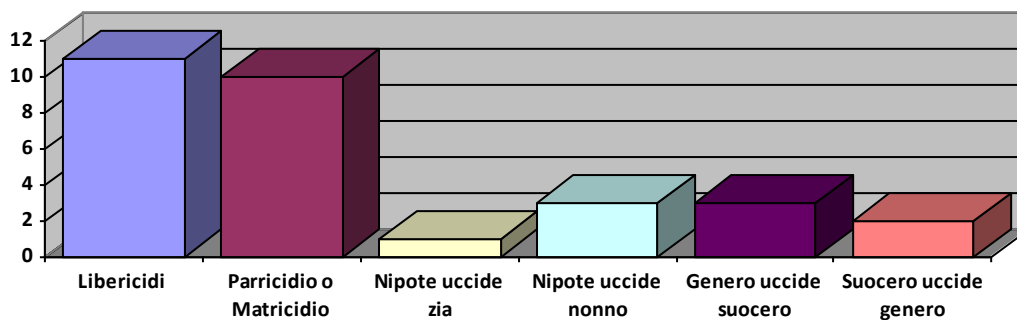 12
10
8
6
4
2
0
Libericidi
Parricidio o
Matricidio
Nipote uccide
zia
Nipote uccide
nonno
Genero uccide
suocero
Suocero uccide
genero